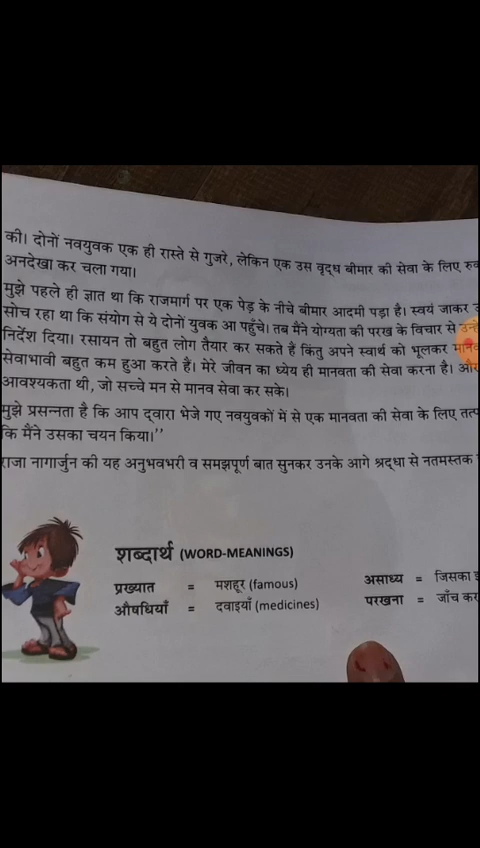 की। दोनों नवयुवक एक ही रास्ते से गुजरे, लेकिन एक उस वृद्ध बीमार की सेवा के लिए
अनदेखा कर चला गया।
मुझे पहले ही ज्ञात था कि राजमार्ग पर एक पेड़ के नीचे बीमार आदमी पड़ा है। स्वयं जाकर
सोच रहा था कि संयोग से ये दोनों युवक आ पहुँचे। तब मैंने योग्यता की परख के विचार से
निर्देश दिया। रसायन तो बहुत लोग तैयार कर सकते हैं किंतु अपने स्वार्थ को भूलकर
सेवाभावी बहुत कम हुआ करते हैं। मेरे जीवन का ध्येय ही मानवता की सेवा करना है।
आवश्यकता थी, जो सच्चे मन से मानव सेवा कर सके।
मुझे प्रसन्नता है कि आप द्वारा भेजे गए नवयुवकों में से एक मानवता की सेवा के लिए
कि मैंने उसका चयन किया।’’
राजा नागार्जुन की यह अनुभवभरी व समझपूर्ण बात सुनकर उनके आगे श्रद्धा से नतमस्तक
शब्दार्थ (WORD-MEANINGS)
प्रख्यात = मशहूर (famous) असाध्य = जिसका
औषधियाँ = दवाइयाँ (medicines) परखना = जाँच